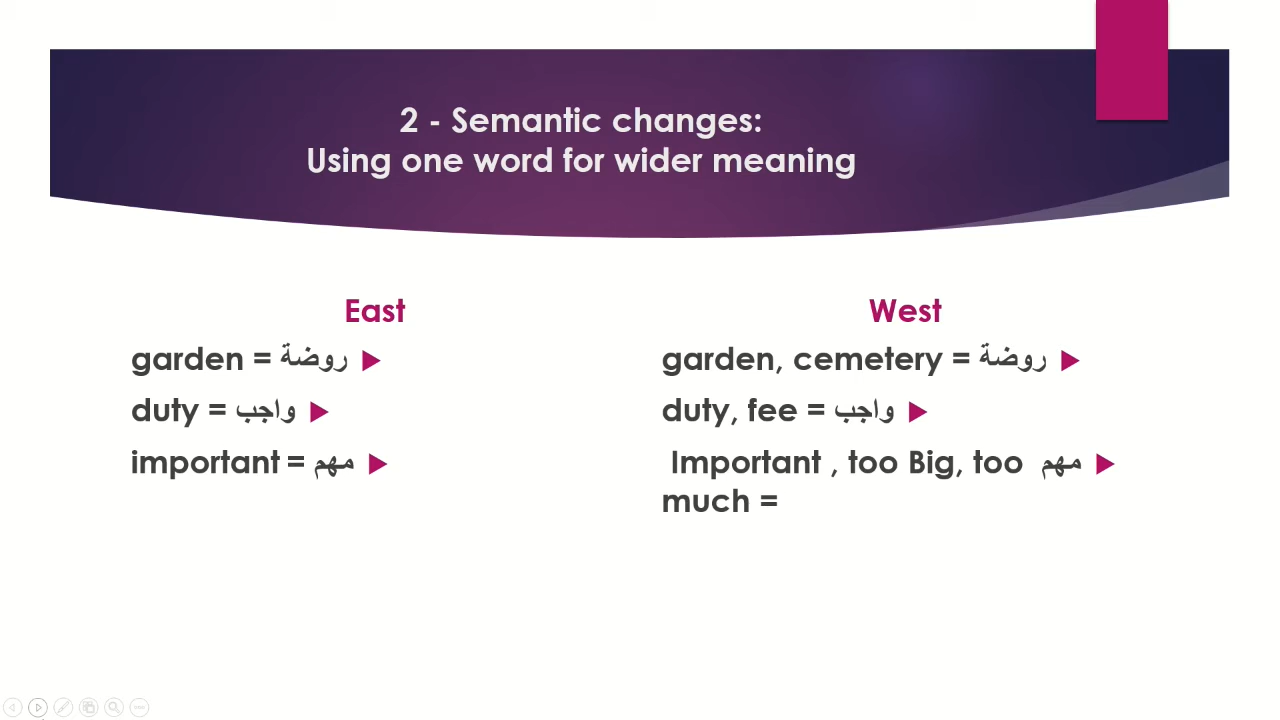 2 - Semantic changes:
Using one word for wider meaning
East
garden = روضة
duty = واجب
important = مهم
West
garden, cemetery = روضة
duty, fee = واجب
Important , too Big, too مهم
much =